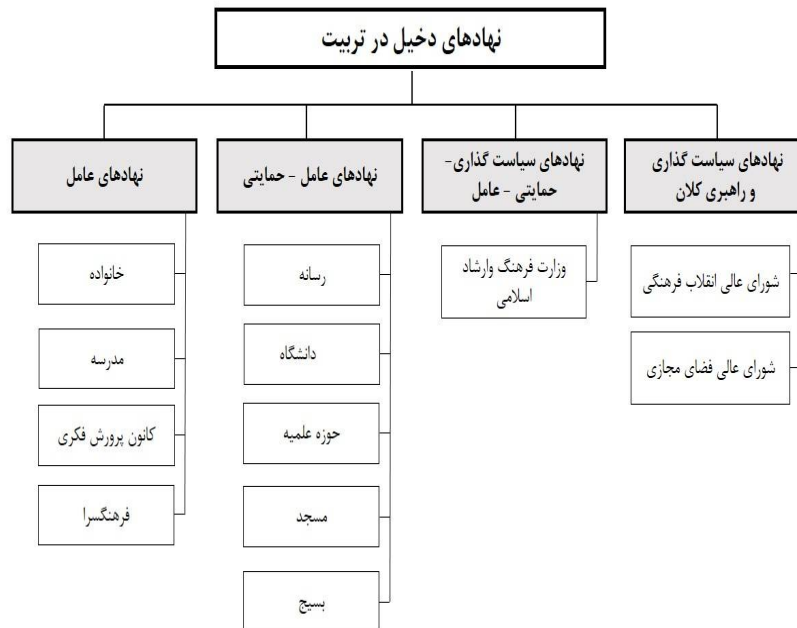 نهادهای دخیل در تربیت
نهادهای سیاست گذاری
و راهبری کلان
شورای عالی انقلاب فرهنگی
شورای عالی فضای مجازی
نهادهای سیاست گذاری-
حمایتی - عامل
وزارت فرهنگ وارشاد
اسلامی
نهادهای عامل - حمایتی
رسانه
دانشگاه
حوزه علمیه
مسجد
بسیج
نهادهای عامل
خانواده
مدرسه
کانون پرورش فکری
فرهنگسرا